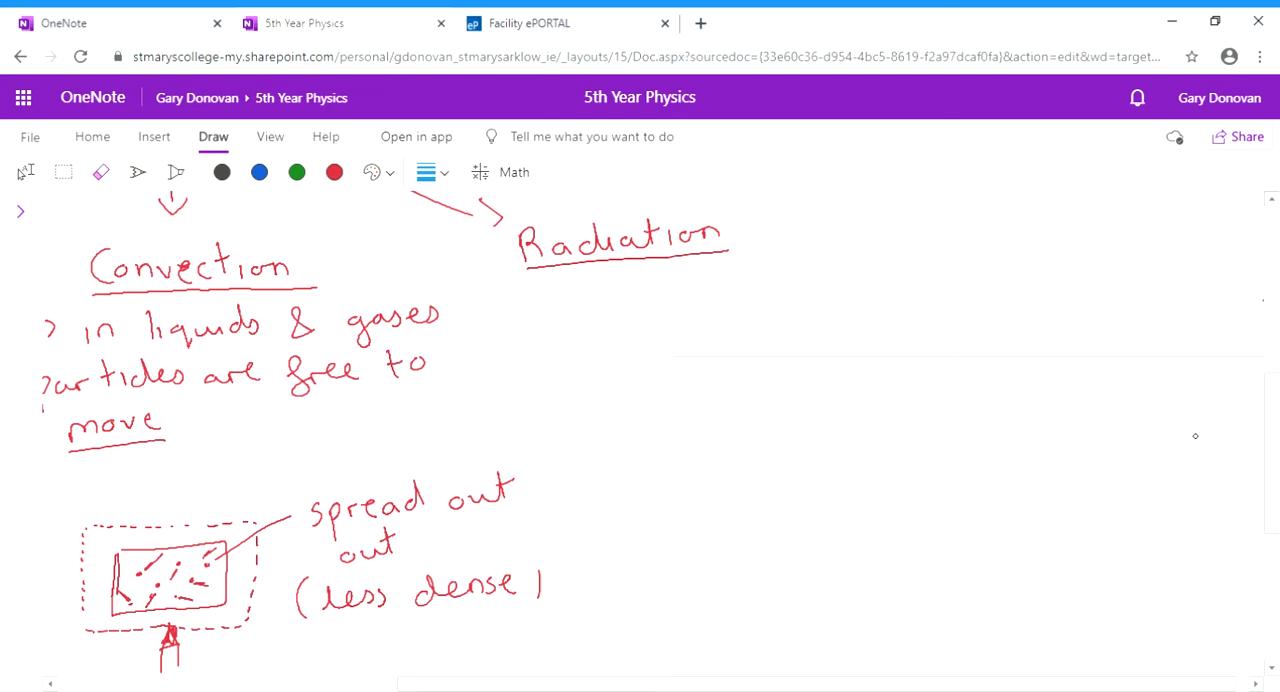 OneNote
5th Year Physics
Facility ePORTAL
stmaryscollege-my.sharepoint.com/personal/gdonovan_stmarysarklow_ie/_layouts/15/Doc.aspx?sourcedoc={33e60c36-d954-4bc5-8619-f2a97dcaf0fa}&action=edit&wd=target...
OneNote
Gary Donovan › 5th Year Physics
5th Year Physics
Gary Donovan
File
Home
Insert
Draw
View
Help
Open in app
Tell me what you want to do
Share
Math
Convection
Radiation
in liquids & gases
articles are free to
move
spread out
out
(less dense)